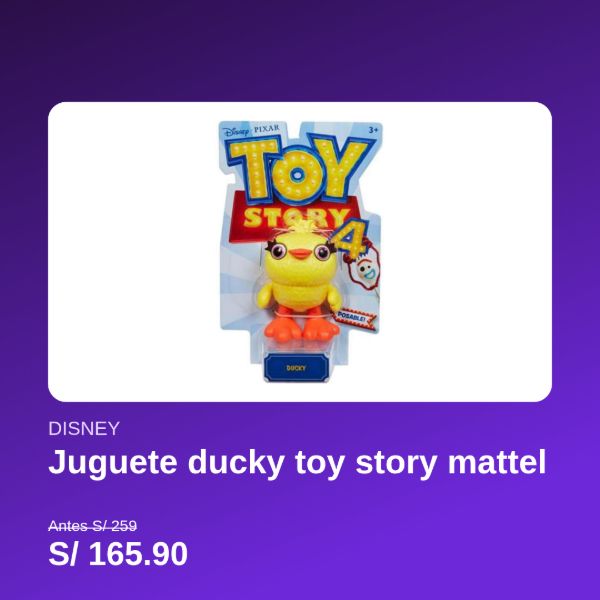 Disney PIXAR
3+
TOY
STORY
4
POSABLE!
DUCKY
DISNEY
Juguete ducky toy story mattel
Antes S/ 259
S/ 165.90